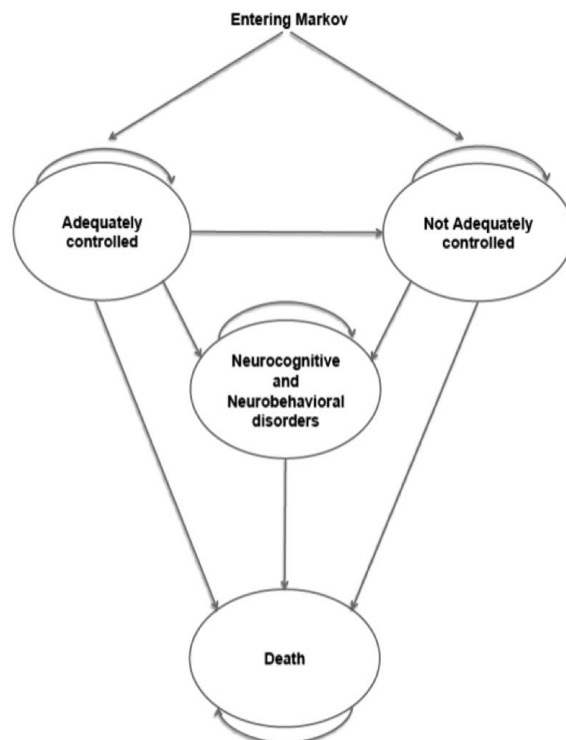 Entering Markov
Adequately
controlled
Not Adequately
controlled
Neurocognitive
and
Neurobehavioral
disorders
Death